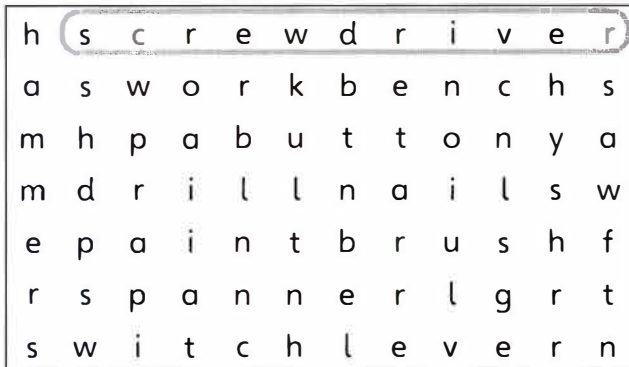 h s c r e w d r i v e r
a s w o r k b e n c h s
m h p a b u t t o n y a
m d r i l l n a i l s w
e p a i n t b r u s h f
r s p a n n e r l g r t
s w i t c h l e v e r n